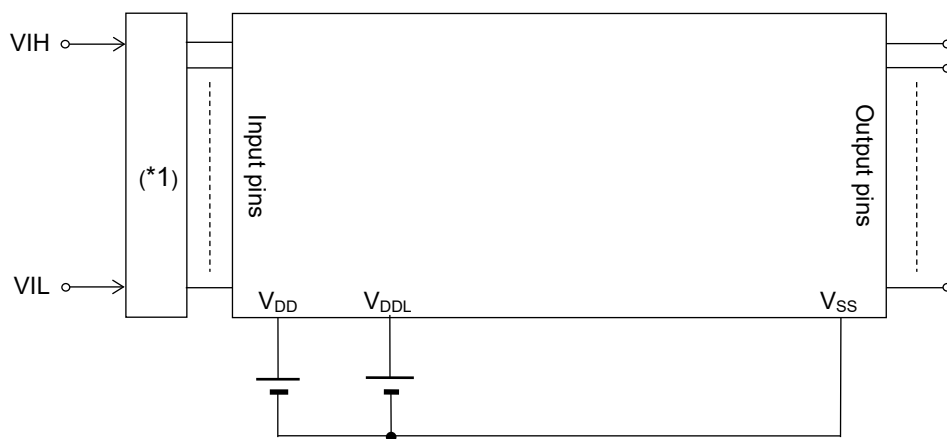 VIH
(*1)
Input pins
Output pins
VIL
VDD
VDDL
VSS